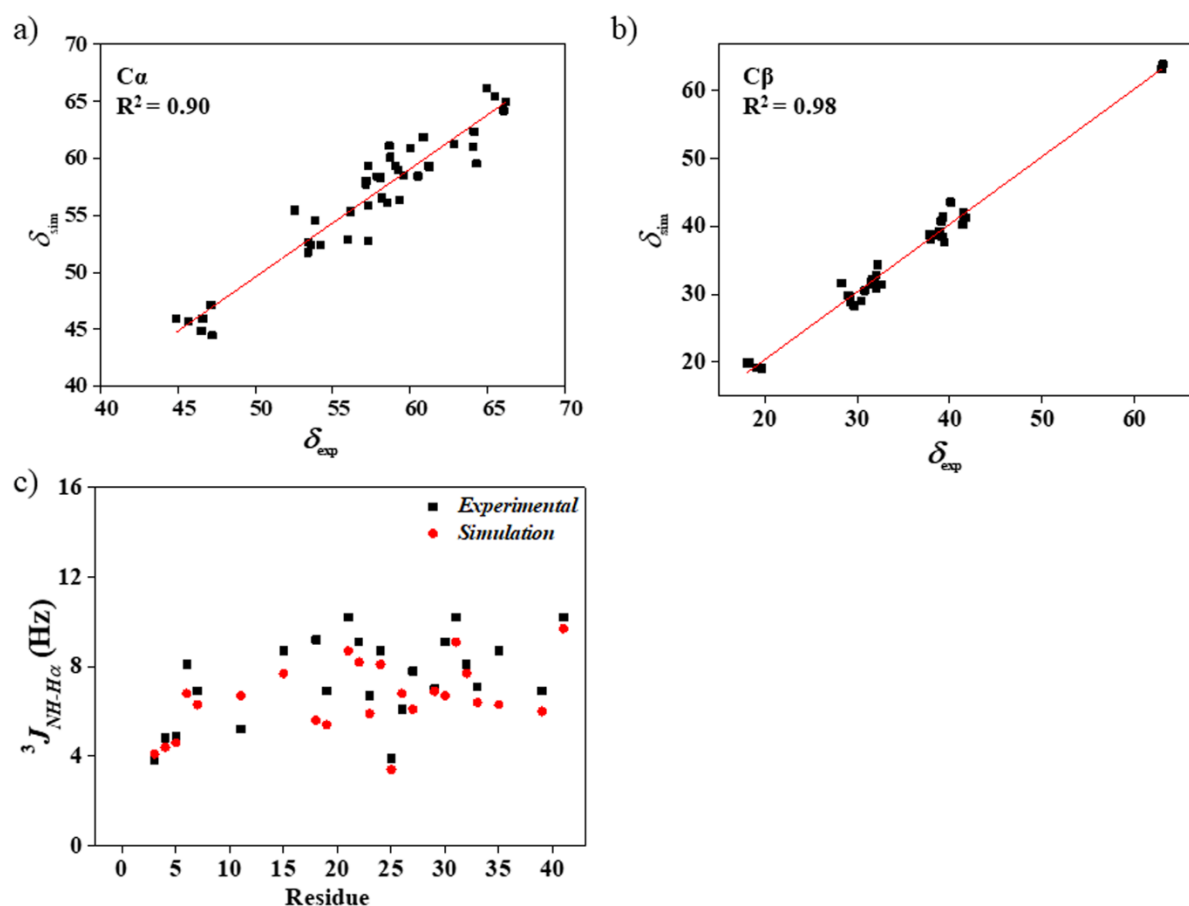 a)
Cα
R² = 0.90
70
65
60
55
50
45
40
δsim
40 45 50 55 60 65 70
δexp
b)
Cβ
R² = 0.98
60
50
40
30
20
δsim
20 30 40 50 60
δexp
c)
Experimental
Simulation
16
12
8
4
0
³J_NH-Hα (Hz)
0 5 10 15 20 25 30 35 40
Residue